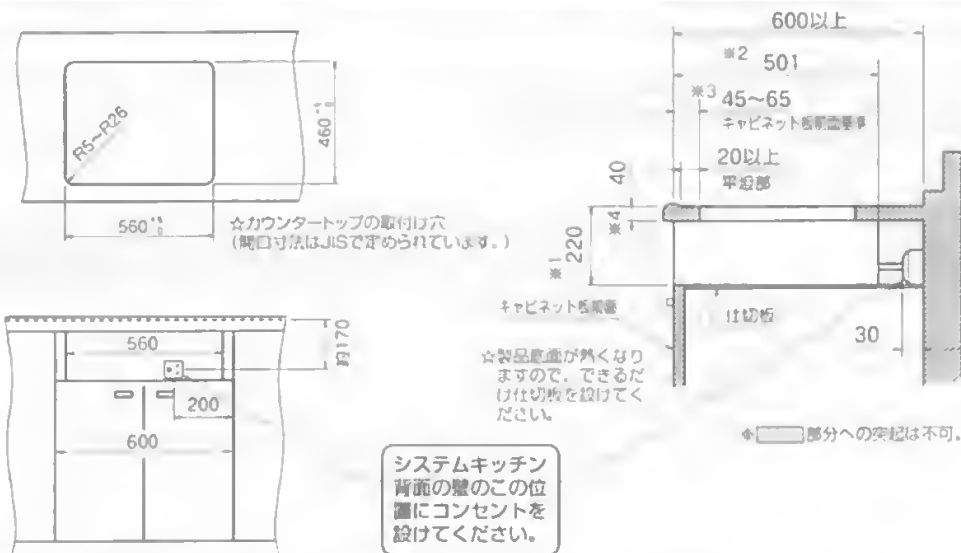 R5~R26
460 +1 0
560 +1 0
☆カウンタートップの取付け穴
(開口寸法はJISで定められています。)
600以上
※2 501
※3 45~65
キャビネット板前面基準
20以上
平坦部
40
※4
※1 220
キャビネット板前面
仕切板
30
☆製品底面が熱くなり
ますので、できるだ
け仕切板を設けてく
ださい。
※部分への突起は不可。
560
約170
200
600
システムキッチン
背面の壁のこの位
置にコンセントを
設けてください。